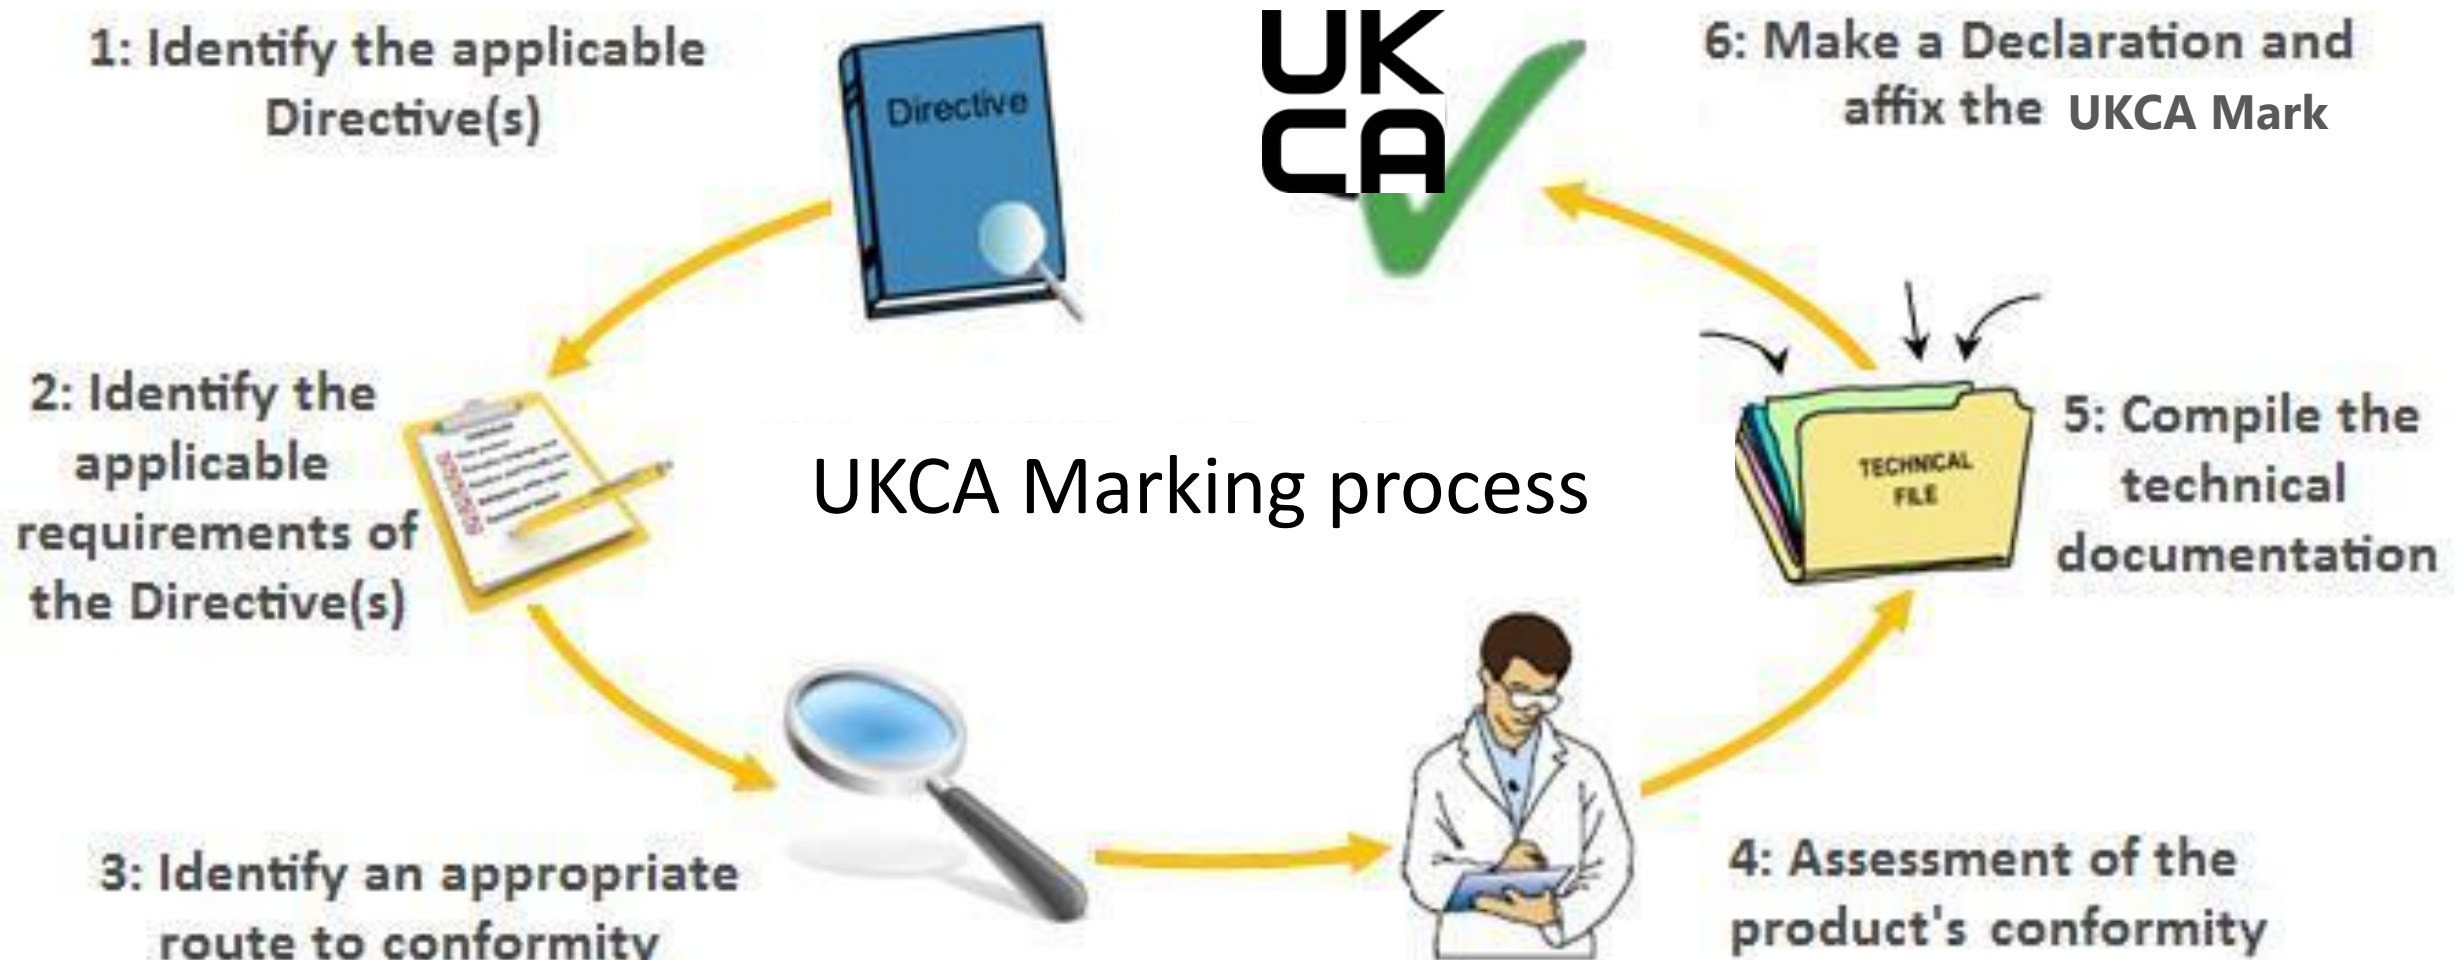 1: Identify the applicable
Directive(s)
Directive
UK
CA
6: Make a Declaration and
affix the UKCA Mark
2: Identify the
applicable
requirements of
the Directive(s)
UKCA Marking process
TECHNICAL
FILE
5: Compile the
technical
documentation
3: Identify an appropriate
route to conformity
4: Assessment of the
product's conformity